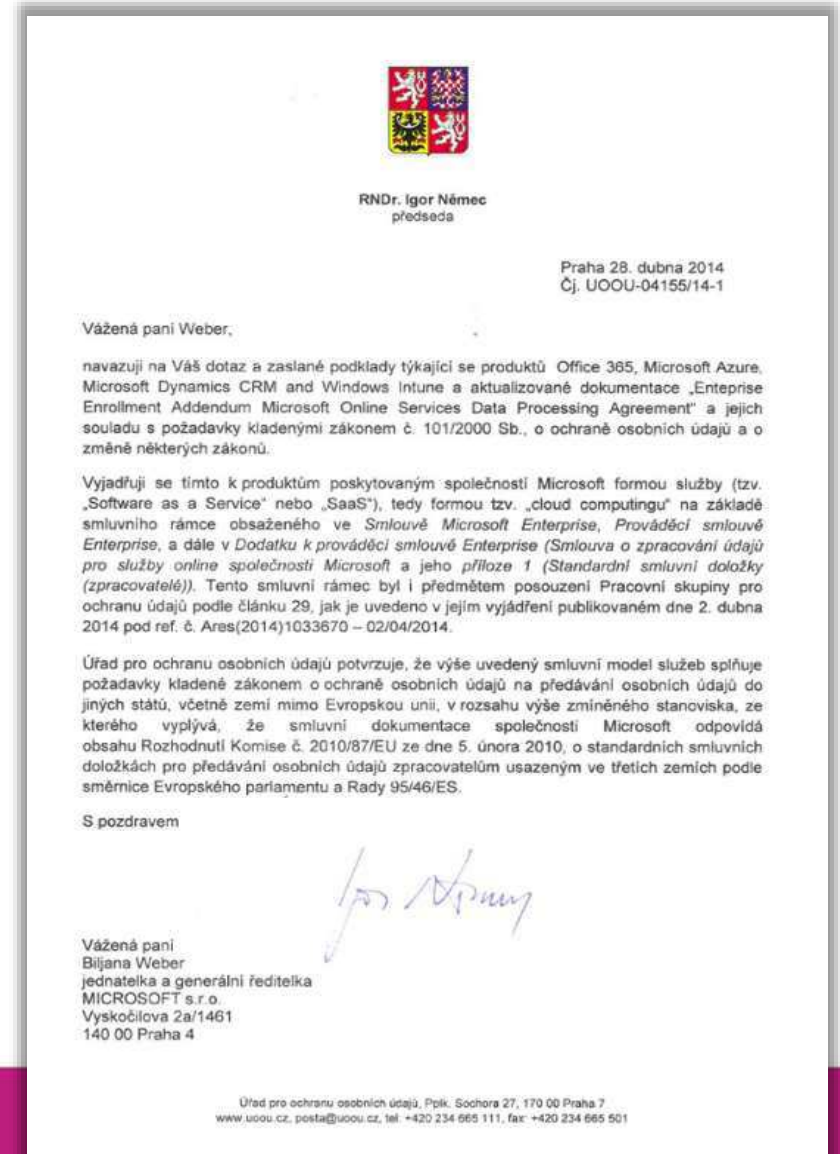 RNDr. Igor Němec
předseda
Praha 28. dubna 2014
Čj. UOOU-04155/14-1
Vážená paní Weber,
navazuji na Váš dotaz a zaslané podklady týkající se produktů Office 365, Microsoft Azure,
Microsoft Dynamics CRM and Windows Intune a aktualizované dokumentace „Enteprise
Enrollment Addendum Microsoft Online Services Data Processing Agreement“ a jejich
souladu s požadavky kladenými zákonem č. 101/2000 Sb., o ochraně osobních údajů a o
změně některých zákonů.
Vyjadřuji se tímto k produktům poskytovaným společností Microsoft formou služby (tzv.
„Software as a Service“ nebo „SaaS“), tedy formou tzv. „cloud computingu“ na základě
smluvního rámce obsaženého ve Smlouvě Microsoft Enterprise, Prováděcí smlouvě
Enterprise, a dále v Dodatku k prováděcí smlouvě Enterprise (Smlouva o zpracování údajů
pro služby online společnosti Microsoft a jeho příloze 1 (Standardní smluvní doložky
(zpracovatelé)). Tento smluvní rámec byl i předmětem posouzení Pracovní skupiny pro
ochranu údajů podle článku 29, jak je uvedeno v jejím vyjádření publikovaném dne 2. dubna
2014 pod ref. č. Ares(2014)1033670 – 02/04/2014.
Úřad pro ochranu osobních údajů potvrzuje, že výše uvedený smluvní model služeb splňuje
požadavky kladené zákonem o ochraně osobních údajů na předávání osobních údajů do
jiných států, včetně zemí mimo Evropskou unii, v rozsahu výše zmíněného stanoviska, ze
kterého vyplývá, že smluvní dokumentace společnosti Microsoft odpovídá
obsahu Rozhodnutí Komise č. 2010/87/EU ze dne 5. února 2010, o standardních smluvních
doložkách pro předávání osobních údajů zpracovatelům usazeným ve třetích zemích podle
směrnice Evropského parlamentu a Rady 95/46/ES.
S pozdravem
Vážená paní
Biljana Weber
jednatelka a generální ředitelka
MICROSOFT s.r.o.
Vyskočilova 2a/1461
140 00 Praha 4
Úřad pro ochranu osobních údajů, Pplk. Sochora 27, 170 00 Praha 7
www.uoou.cz, posta@uoou.cz, tel. +420 234 665 111, fax: +420 234 665 501